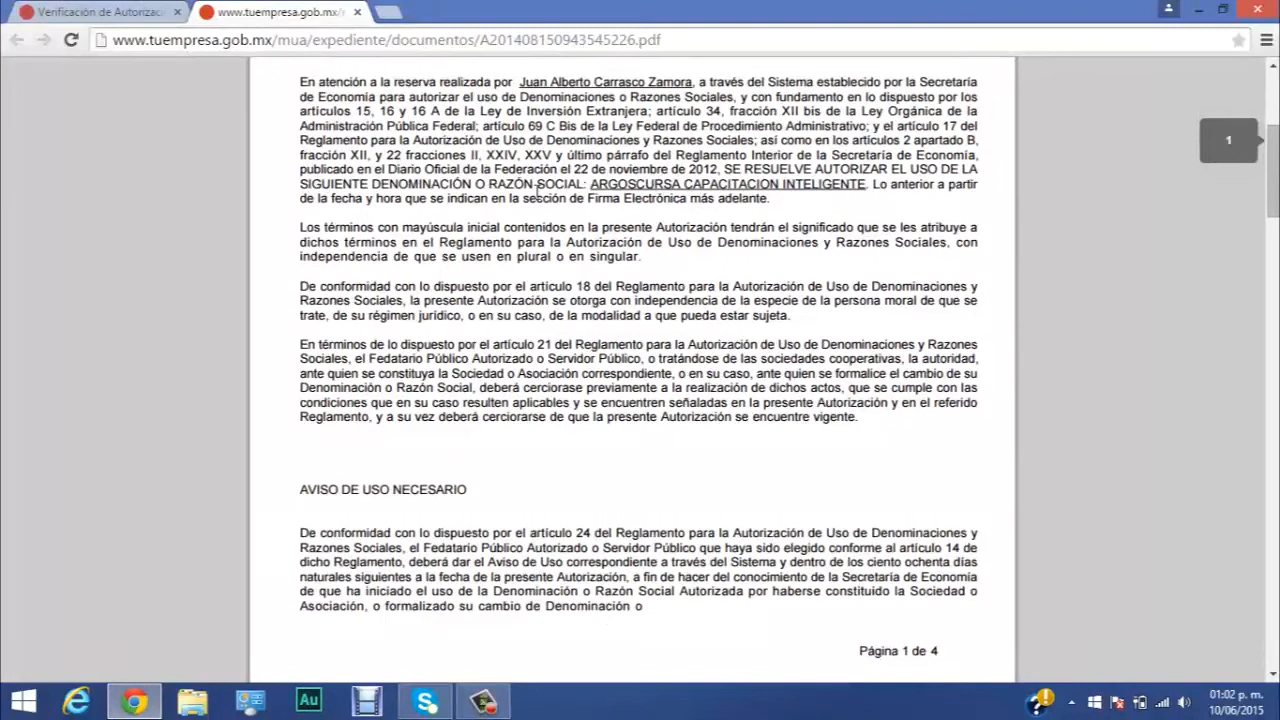 Verificación de Autorizac
www.tuempresa.gob.mx/
www.tuempresa.gob.mx/mua/expediente/documentos/A201408150943545226.pdf
En atención a la reserva realizada por Juan Alberto Carrasco Zamora, a través del Sistema establecido por la Secretaría
de Economía para autorizar el uso de Denominaciones o Razones Sociales, y con fundamento en lo dispuesto por los
artículos 15, 16 y 16 A de la Ley de Inversión Extranjera; artículo 34, fracción XII bis de la Ley Orgánica de la
Administración Pública Federal; artículo 69 C Bis de la Ley Federal de Procedimiento Administrativo; y el artículo 17 del
Reglamento para la Autorización de Uso de Denominaciones y Razones Sociales; así como en los artículos 2 apartado B,
fracción XII, y 22 fracciones II, XXIV, XXV y último párrafo del Reglamento Interior de la Secretaría de Economía,
publicado en el Diario Oficial de la Federación el 22 de noviembre de 2012, SE RESUELVE AUTORIZAR EL USO DE LA
SIGUIENTE DENOMINACIÓN O RAZÓN SOCIAL: ARGOSCURSA CAPACITACION INTELIGENTE. Lo anterior a partir
de la fecha y hora que se indican en la sección de Firma Electrónica más adelante.
Los términos con mayúscula inicial contenidos en la presente Autorización tendrán el significado que se les atribuye a
dichos términos en el Reglamento para la Autorización de Uso de Denominaciones y Razones Sociales, con
independencia de que se usen en plural o en singular.
De conformidad con lo dispuesto por el artículo 18 del Reglamento para la Autorización de Uso de Denominaciones y
Razones Sociales, la presente Autorización se otorga con independencia de la especie de la persona moral de que se
trate, de su régimen jurídico, o en su caso, de la modalidad a que pueda estar sujeta.
En términos de lo dispuesto por el artículo 21 del Reglamento para la Autorización de Uso de Denominaciones y Razones
Sociales, el Fedatario Público Autorizado o Servidor Público, o tratándose de las sociedades cooperativas, la autoridad,
ante quien se constituya la Sociedad o Asociación correspondiente, o en su caso, ante quien se formalice el cambio de su
Denominación o Razón Social, deberá cerciorase previamente a la realización de dichos actos, que se cumple con las
condiciones que en su caso resulten aplicables y se encuentren señaladas en la presente Autorización y en el referido
Reglamento, y a su vez deberá cerciorarse de que la presente Autorización se encuentre vigente.
AVISO DE USO NECESARIO
De conformidad con lo dispuesto por el artículo 24 del Reglamento para la Autorización de Uso de Denominaciones y
Razones Sociales, el Fedatario Público Autorizado o Servidor Público que haya sido elegido conforme al artículo 14 de
dicho Reglamento, deberá dar el Aviso de Uso correspondiente a través del Sistema y dentro de los ciento ochenta días
naturales siguientes a la fecha de la presente Autorización, a fin de hacer del conocimiento de la Secretaría de Economía
de que ha iniciado el uso de la Denominación o Razón Social Autorizada por haberse constituido la Sociedad o
Asociación, o formalizado su cambio de Denominación o
Página 1 de 4
1
Au
01:02 p. m.
10/06/2015